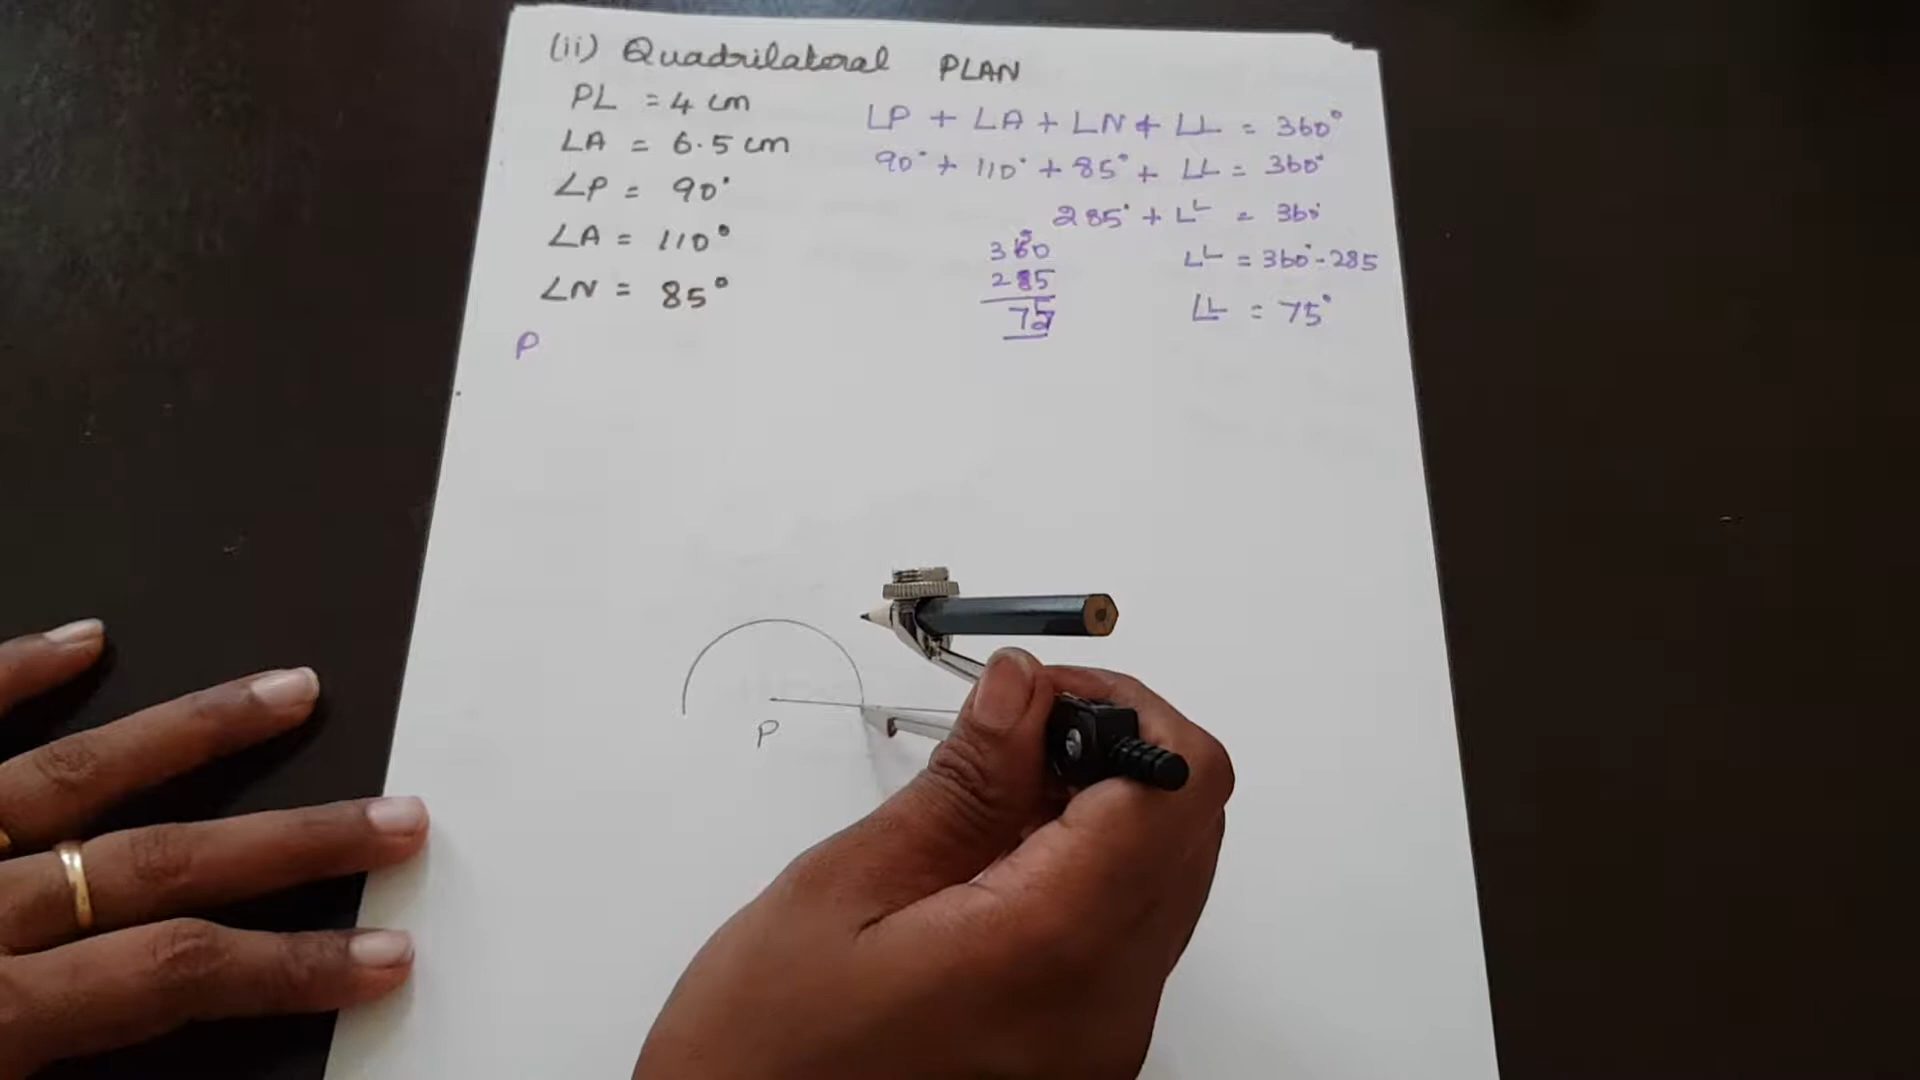 (ii) Quadrilateral PLAN
PL = 4 cm
LA = 6.5 cm
∠P = 90°
∠A = 110°
∠N = 85°
P
∠P + ∠A + ∠N + ∠L = 360°
90° + 110° + 85° + ∠L = 360°
285° + ∠L = 360°
∠L = 360° - 285
∠L = 75°
360
285
75
P